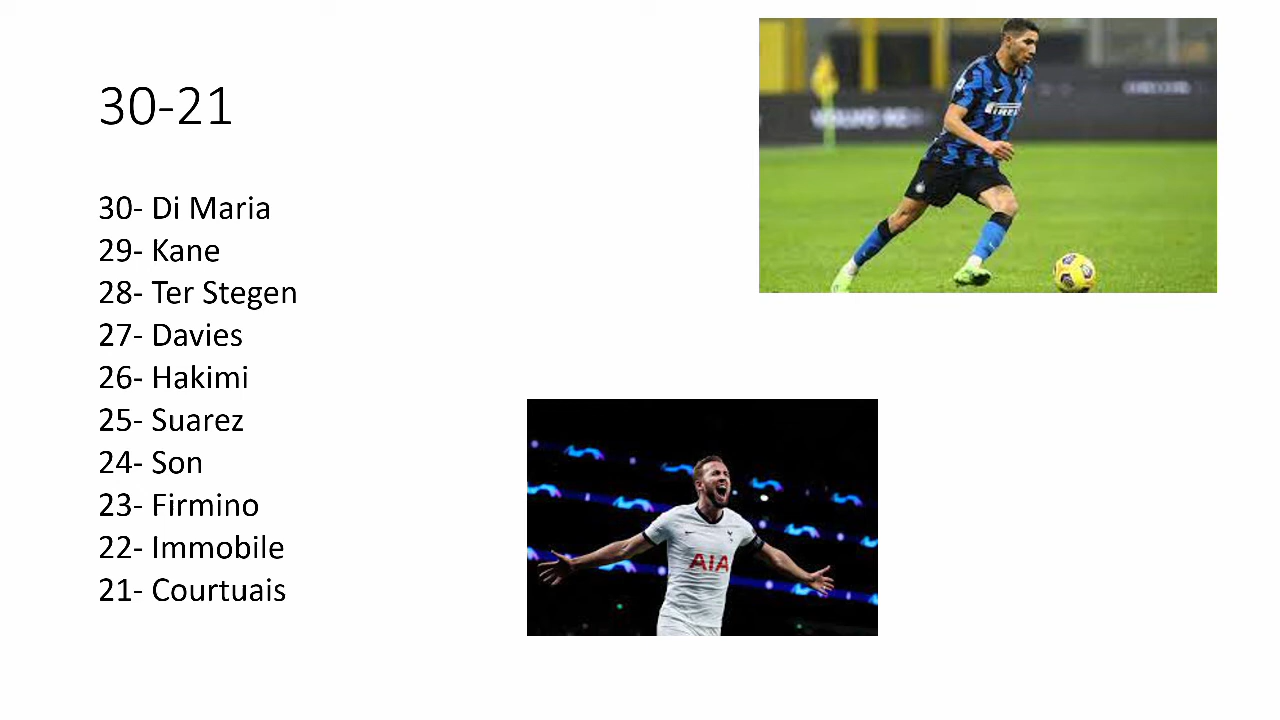 30-21
30- Di Maria
29- Kane
28- Ter Stegen
27- Davies
26- Hakimi
25- Suarez
24- Son
23- Firmino
22- Immobile
21- Courtuais
AIA